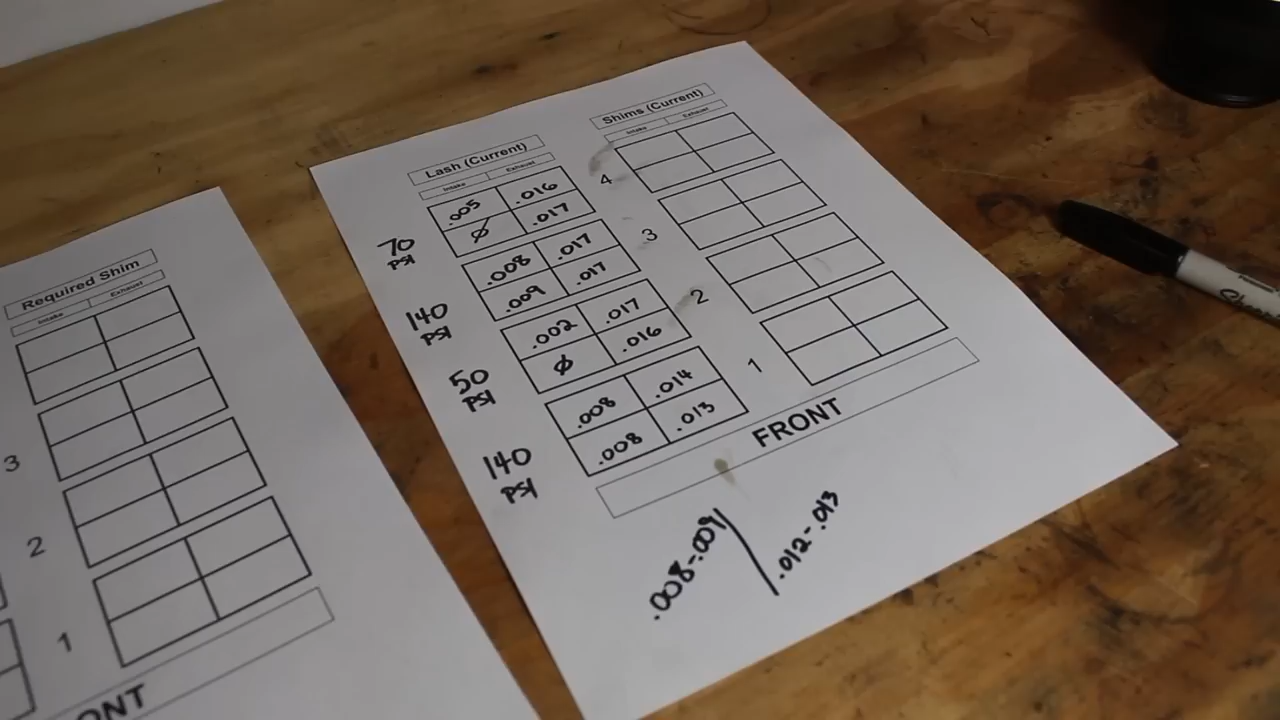 Required Shim
Intake Exhaust
3
2
1
Lash (Current)
Intake Exhaust
70 PSI
.005 .016
Ø .017
140 PSI
.008 .017
.009 .017
50 PSI
.002 .017
Ø .016
140 PSI
.008 .014
.008 .013
Shims (Current)
Intake Exhaust
4
3
2
1
FRONT
.008-.009 / .012-.013